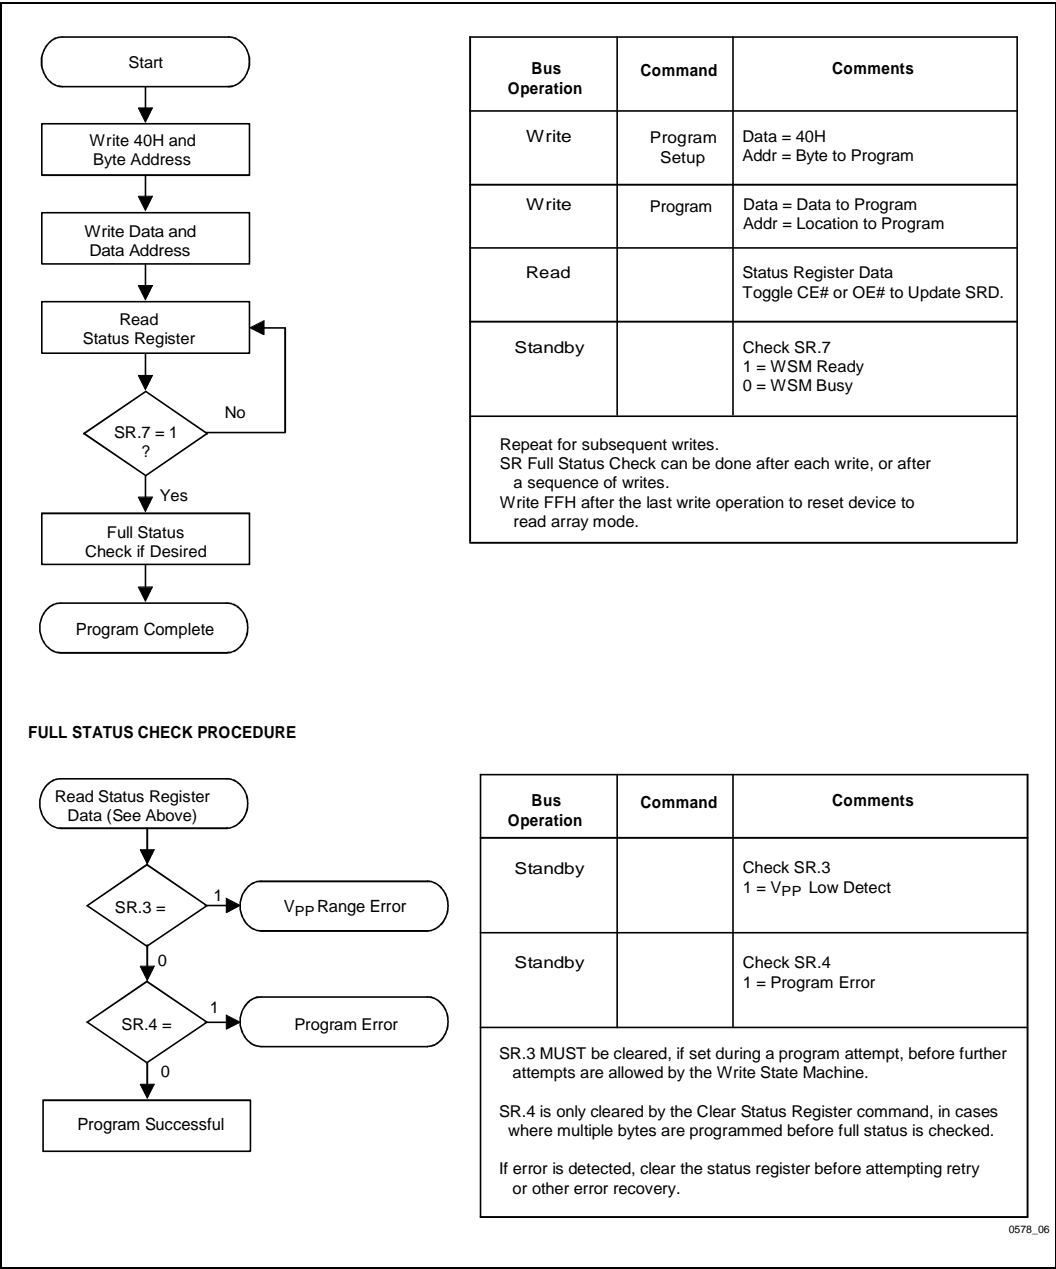 Start
Write 40H and
Byte Address
Write Data and
Data Address
Read
Status Register
No
SR.7 = 1
?
Yes
Full Status
Check if Desired
Program Complete
Bus
Operation
Command
Comments
Write
Program
Setup
Data = 40H
Addr = Byte to Program
Write
Program
Data = Data to Program
Addr = Location to Program
Read
Status Register Data
Toggle CE# or OE# to Update SRD.
Standby
Check SR.7
1 = WSM Ready
0 = WSM Busy
Repeat for subsequent writes.
SR Full Status Check can be done after each write, or after
a sequence of writes.
Write FFH after the last write operation to reset device to
read array mode.
FULL STATUS CHECK PROCEDURE
Read Status Register
Data (See Above)
SR.3 =
1
VPP Range Error
0
SR.4 =
1
Program Error
0
Program Successful
Bus
Operation
Command
Comments
Standby
Check SR.3
1 = VPP Low Detect
Standby
Check SR.4
1 = Program Error
SR.3 MUST be cleared, if set during a program attempt, before further
attempts are allowed by the Write State Machine.
SR.4 is only cleared by the Clear Status Register command, in cases
where multiple bytes are programmed before full status is checked.
If error is detected, clear the status register before attempting retry
or other error recovery.
0578_06